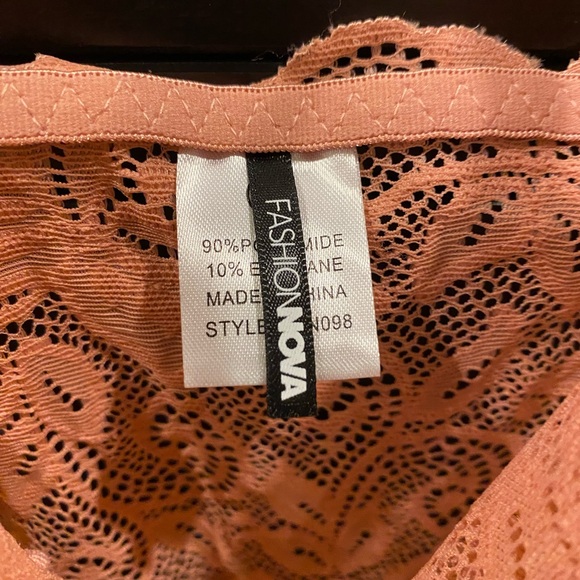 90%PO MIDE
10% E ANE
MADE HINA
STYLE N098
FASHIONNOVA